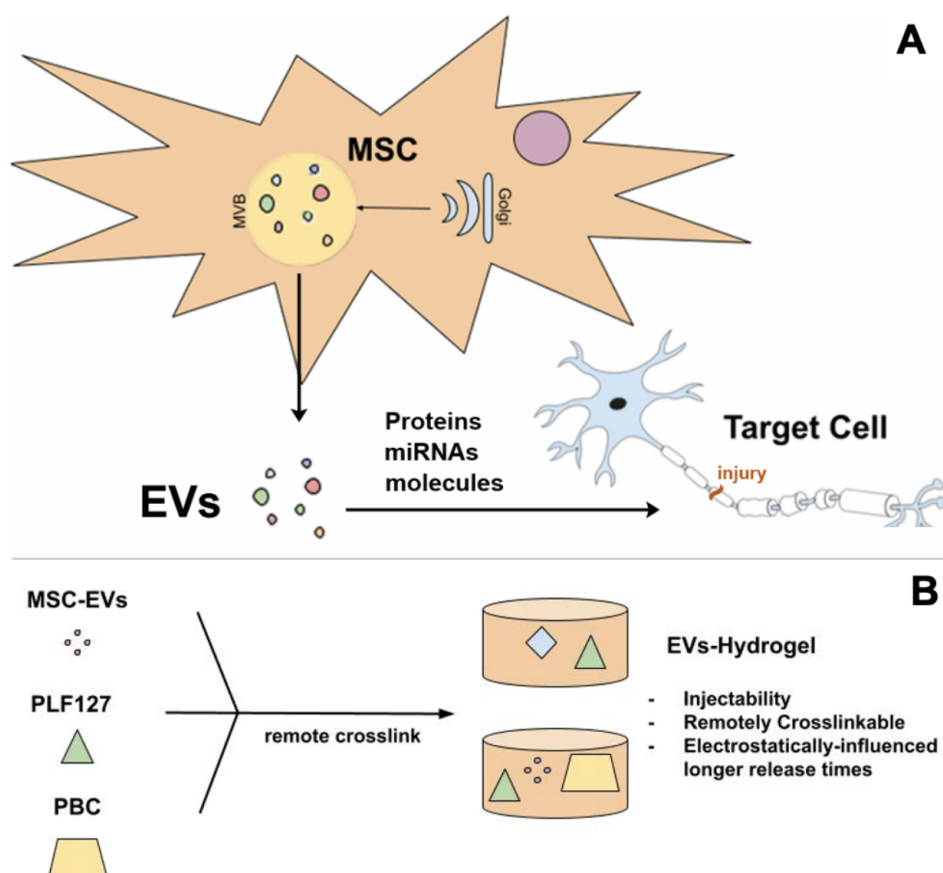 A
MSC
MVB
Golgi
EVs
Proteins
miRNAs
molecules
Target Cell
injury
B
MSC-EVs
PLF127
PBC
remote crosslink
EVs-Hydrogel
- Injectability
- Remotely Crosslinkable
- Electrostatically-influenced
longer release times